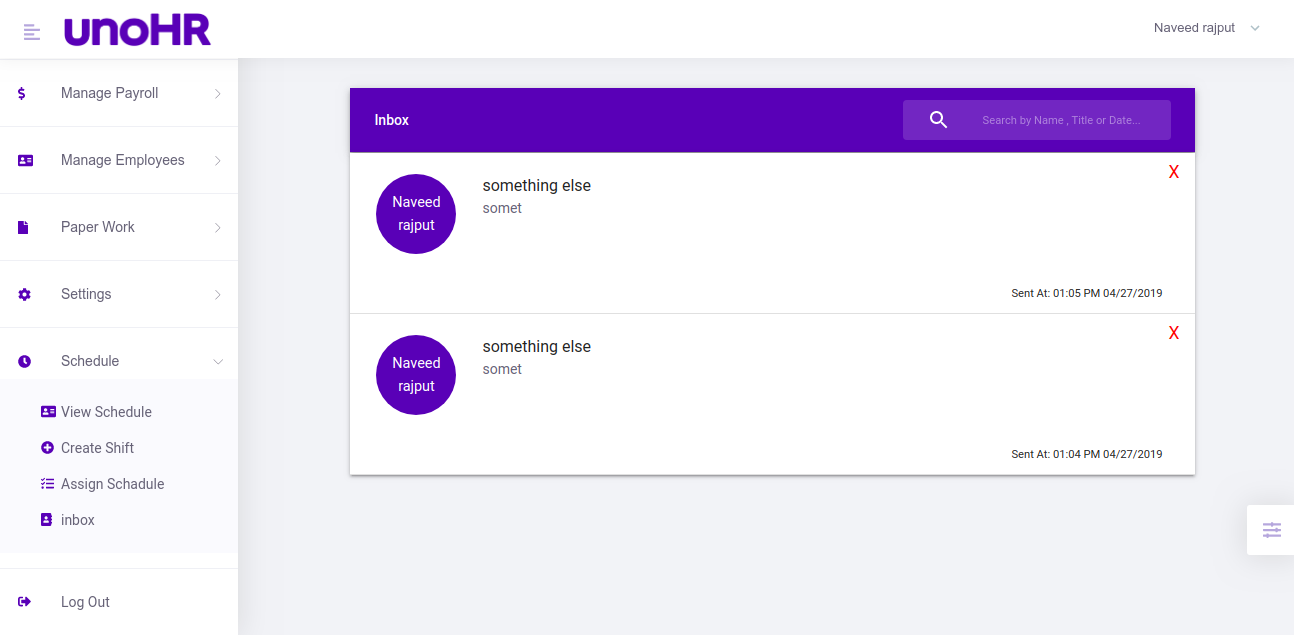 unoHR
Naveed rajput
Manage Payroll
Manage Employees
Paper Work
Settings
Schedule
View Schedule
Create Shift
Assign Schadule
inbox
Log Out
Inbox
Search by Name , Title or Date...
X
Naveed
rajput
something else
somet
Sent At: 01:05 PM 04/27/2019
X
Naveed
rajput
something else
somet
Sent At: 01:04 PM 04/27/2019